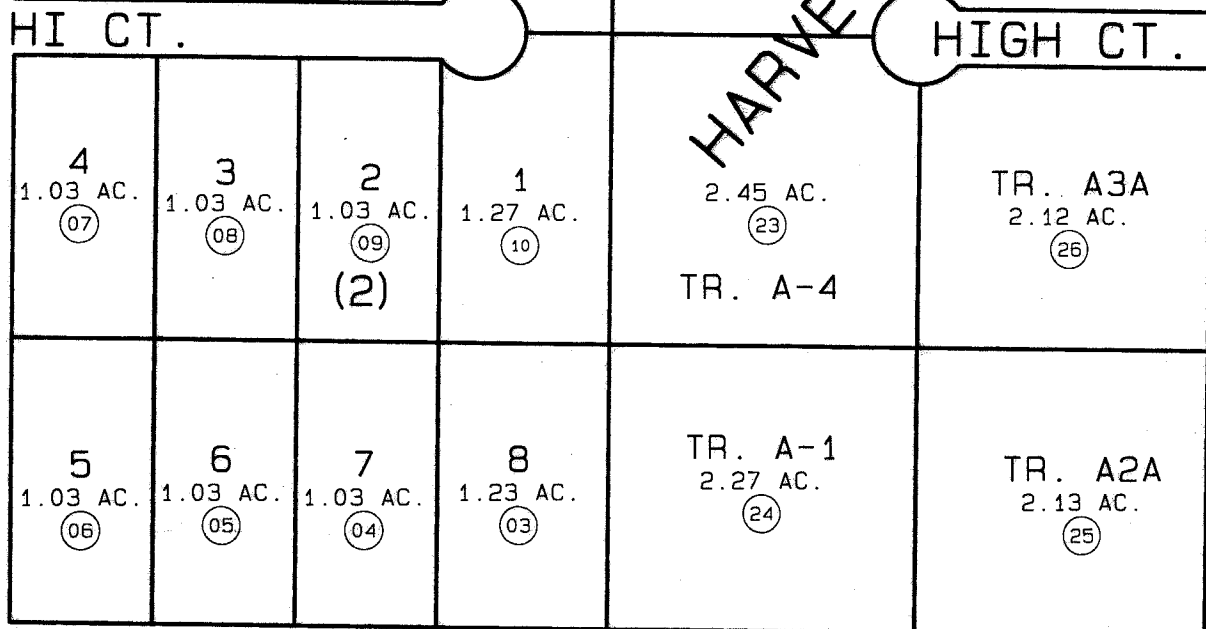 HI CT.
HARVE
HIGH CT.
4
1.03 AC.
07
3
1.03 AC.
08
2
1.03 AC.
09
(2)
1
1.27 AC.
10
2.45 AC.
23
TR. A-4
TR. A3A
2.12 AC.
26
5
1.03 AC.
06
6
1.03 AC.
05
7
1.03 AC.
04
8
1.23 AC.
03
TR. A-1
2.27 AC.
24
TR. A2A
2.13 AC.
25